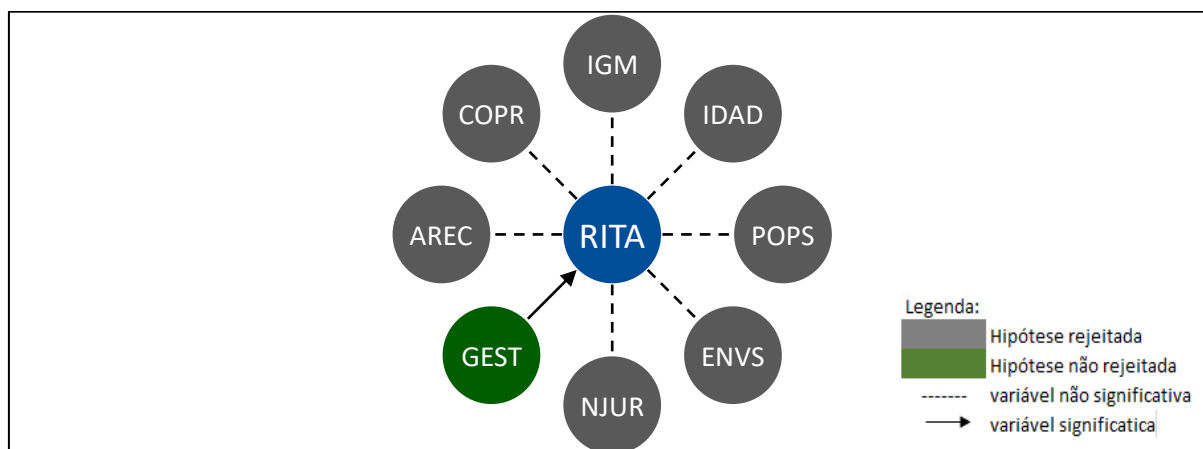 IGM
COPR
IDAD
AREC
RITA
POPS
GEST
ENVS
NJUR
Legenda:
Hipótese rejeitada
Hipótese não rejeitada
------- variável não significativa
variável significatica